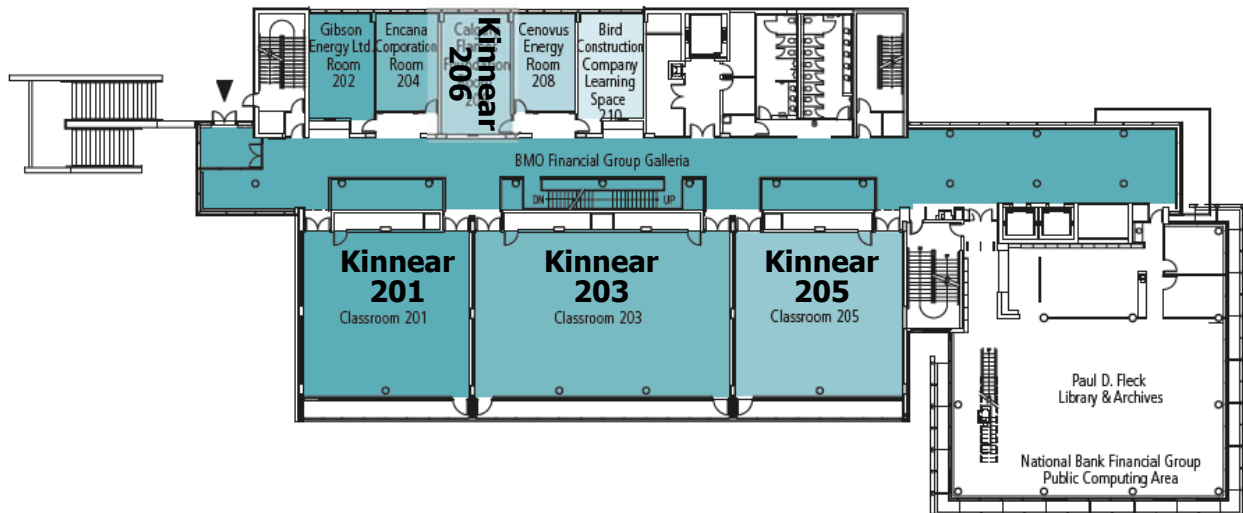 Gibson
Energy Ltd.
Room
202
Encana
Corporation
Room
204
Kinnear
206
Cenovus
Energy
Room
208
Bird
Construction
Company
Learning
Space
210
BMO Financial Group Galleria
DN
UP
Kinnear
201
Classroom 201
Kinnear
203
Classroom 203
Kinnear
205
Classroom 205
Paul D. Fleck
Library & Archives
National Bank Financial Group
Public Computing Area